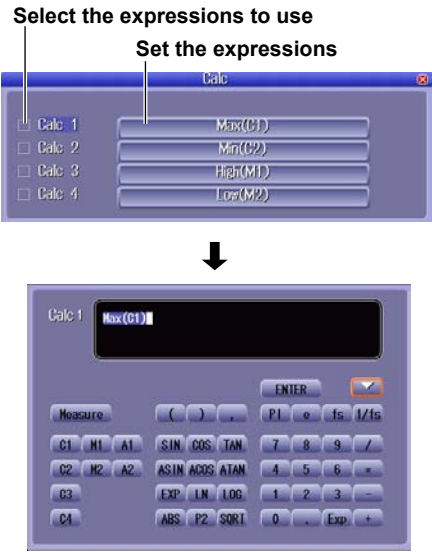 Select the expressions to use
Set the expressions
Calc
Calc 1 Max(C1)
Calc 2 Min(C2)
Calc 3 High(M1)
Calc 4 Low(M2)
Calc 1 Max(C1)
ENTER
Measure ( ) , PI e fs 1/fs
C1 M1 A1 SIN COS TAN 7 8 9 /
C2 M2 A2 ASIN ACOS ATAN 4 5 6 *
C3 EXP LN LOG 1 2 3 -
C4 ABS P2 SQRT 0 . Exp +